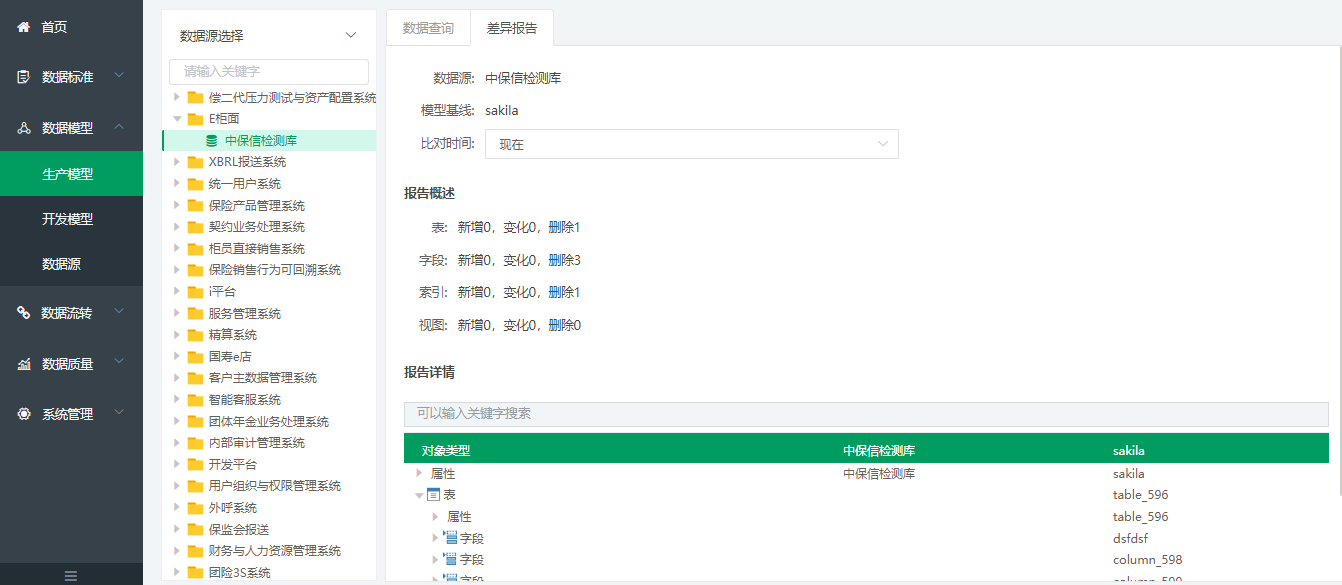 首页
数据标准
数据模型
生产模型
开发模型
数据源
数据流转
数据质量
系统管理
数据源选择
请输入关键字
偿二代压力测试与资产配置系统
E柜面
中保信检测库
XBRL报送系统
统一用户系统
保险产品管理系统
契约业务处理系统
柜员直接销售系统
保险销售行为可回溯系统
i平台
服务管理系统
精算系统
国寿e店
客户主数据管理系统
智能客服系统
团体年金业务处理系统
内部审计管理系统
开发平台
用户组织与权限管理系统
外呼系统
保监会报送
财务与人力资源管理系统
团险3S系统
数据查询 差异报告
数据源: 中保信检测库
模型基线: sakila
比对时间: 现在
报告概述
表: 新增0, 变化0, 删除1
字段: 新增0, 变化0, 删除3
索引: 新增0, 变化0, 删除1
视图: 新增0, 变化0, 删除0
报告详情
可以输入关键字搜索
对象类型 中保信检测库 sakila
属性 中保信检测库 sakila
表 table_596
属性 table_596
字段 dsfdsf
字段 column_598
字段